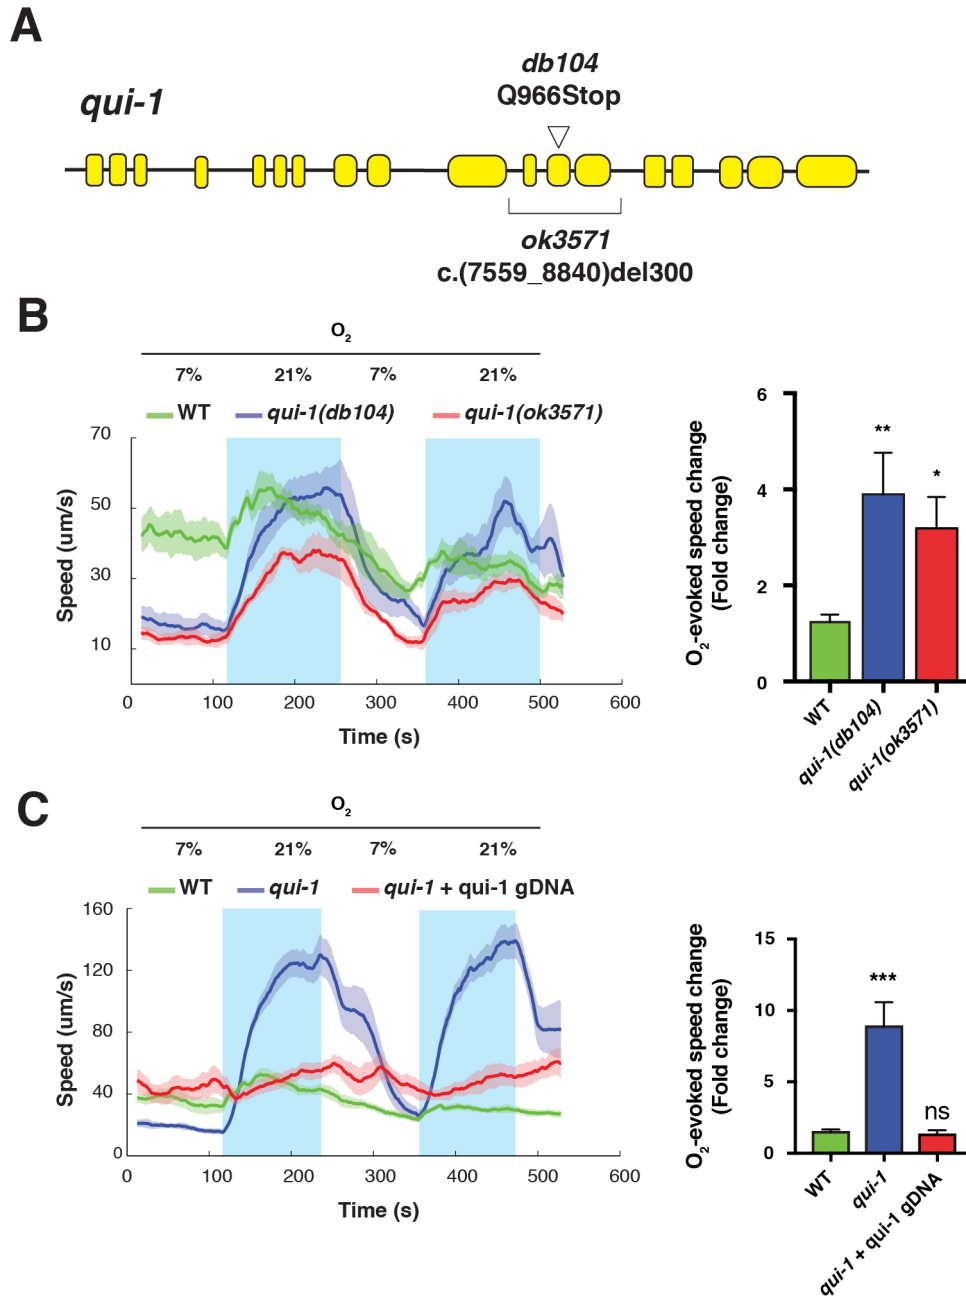 A
db104
Q966Stop
qui-1
ok3571
c.(7559_8840)del300
B
O2
7% 21% 7% 21%
WT qui-1(db104) qui-1(ok3571)
70
50
30
10
Speed (um/s)
0 100 200 300 400 500 600
Time (s)
O2-evoked speed change
(Fold change)
6
4
2
0
** *
WT qui-1(db104) qui-1(ok3571)
C
O2
7% 21% 7% 21%
WT qui-1 qui-1 + qui-1 gDNA
160
120
80
40
0
Speed (um/s)
0 100 200 300 400 500 600
Time (s)
O2-evoked speed change
(Fold change)
15
10
5
0
*** ns
WT qui-1 qui-1 + qui-1 gDNA